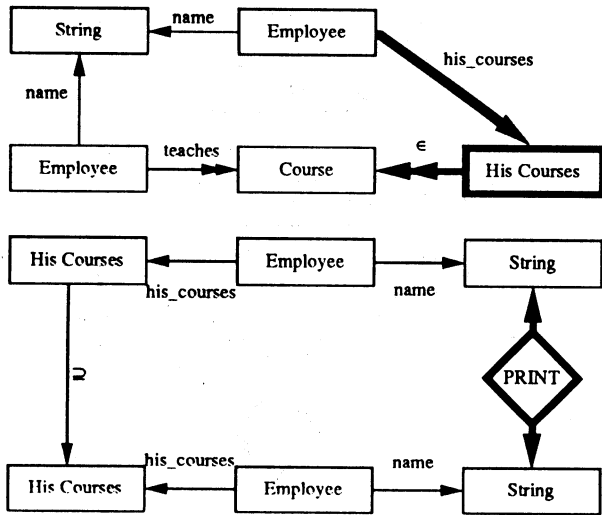 name
String
Employee
his_courses
name
teaches
∈
Employee
Course
His Courses
His Courses
Employee
String
his_courses
name
⊇
PRINT
his_courses
name
His Courses
Employee
String